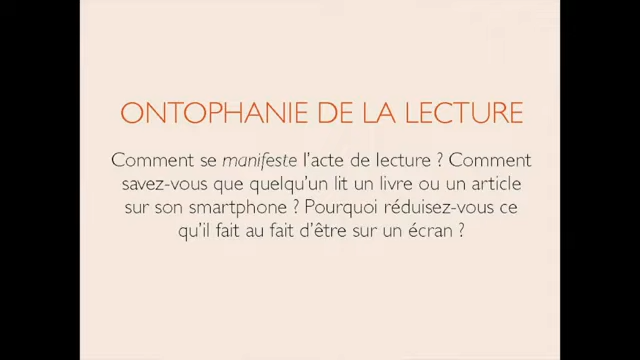 ONTOPHANIE DE LA LECTURE
Comment se manifeste l'acte de lecture ? Comment
savez-vous que quelqu'un lit un livre ou un article
sur son smartphone ? Pourquoi réduisez-vous ce
qu'il fait au fait d'être sur un écran ?